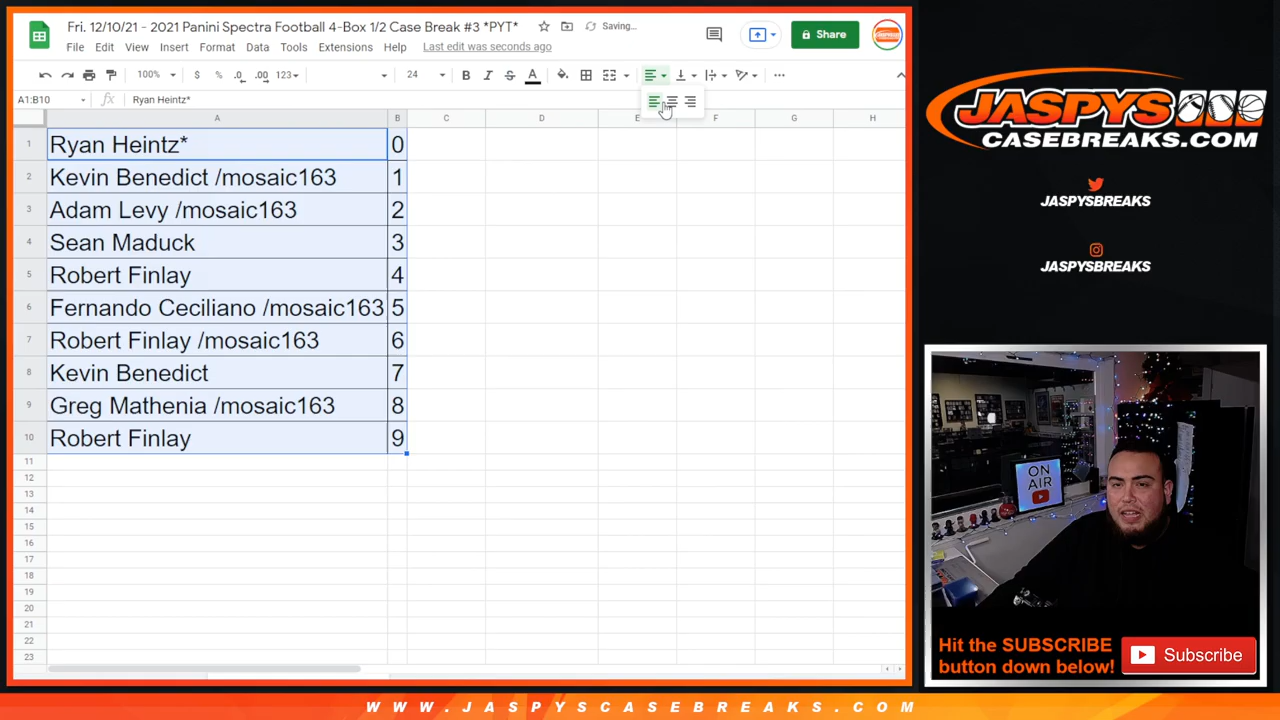 Fri. 12/10/21 - 2021 Panini Spectra Football 4-Box 1/2 Case Break #3 *PYT*
Saving...
Share
File Edit View Insert Format Data Tools Extensions Help Last edit was seconds ago
100% $ % .0 .00 123 24 B I S A
A1:B10 fx Ryan Heintz*
A B C D E F G H
1 Ryan Heintz* 0
2 Kevin Benedict /mosaic163 1
3 Adam Levy /mosaic163 2
4 Sean Maduck 3
5 Robert Finlay 4
6 Fernando Ceciliano /mosaic163 5
7 Robert Finlay /mosaic163 6
8 Kevin Benedict 7
9 Greg Mathenia /mosaic163 8
10 Robert Finlay 9
11
12
13
14
15
16
17
18
19
20
21
22
23
JASPYS
CASEBREAKS.COM
JASPYSBREAKS
JASPYSBREAKS
ON
AIR
Hit the SUBSCRIBE
button down below!
Subscribe
WWW.JASPYSCASEBREAKS.COM